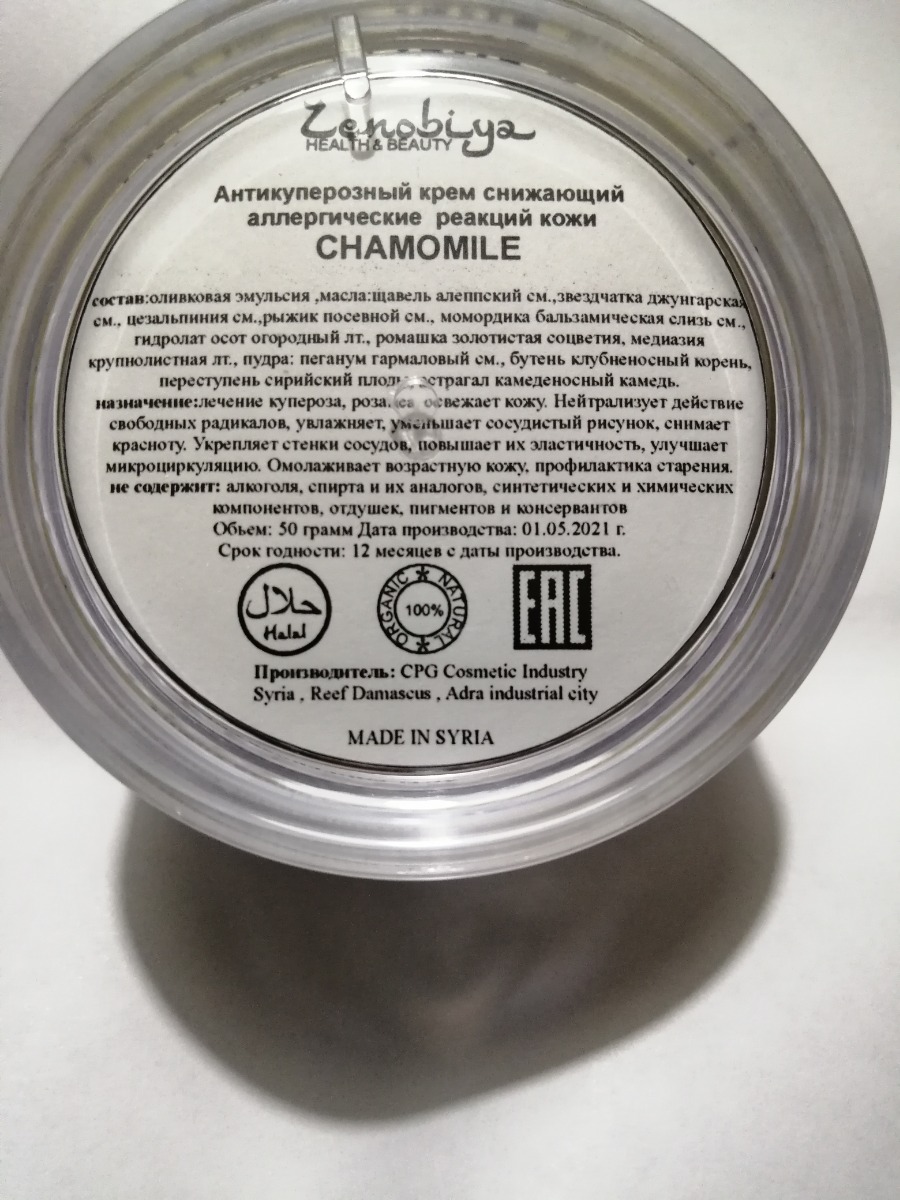 Zenobiya
HEALTH & BEAUTY
Антикуперозный крем снижающий
аллергические реакций кожи
CHAMOMILE
состав:оливковая эмульсия ,масла:щавель алеппский см.,звездчатка джунгарская
см., цезальпиния см.,рыжик посевной см., момордика бальзамическая слизь см.,
гидролат осот огородный лт., ромашка золотистая соцветия, медиазия
крупнолистная лт., пудра: пеганум гармаловый см., бутень клубненосный корень,
переступень сирийский плоды, астрагал камеденосный камедь.
назначение:лечение купероза, освежает кожу. Нейтрализует действие
свободных радикалов, увлажняет, уменьшает сосудистый рисунок, снимает
красноту. Укрепляет стенки сосудов, повышает их эластичность, улучшает
микроциркуляцию. Омолаживает возрастную кожу, профилактика старения.
не содержит: алкоголя, спирта и их аналогов, синтетических и химических
компонентов, отдушек, пигментов и консервантов
Обьем: 50 грамм Дата производства: 01.05.2021 г.
Срок годности: 12 месяцев с даты производства.
حلال
Halal
ORGANIC NATURAL
100%
EAC
Производитель: CPG Cosmetic Industry
Syria , Reef Damascus , Adra industrial city
MADE IN SYRIA